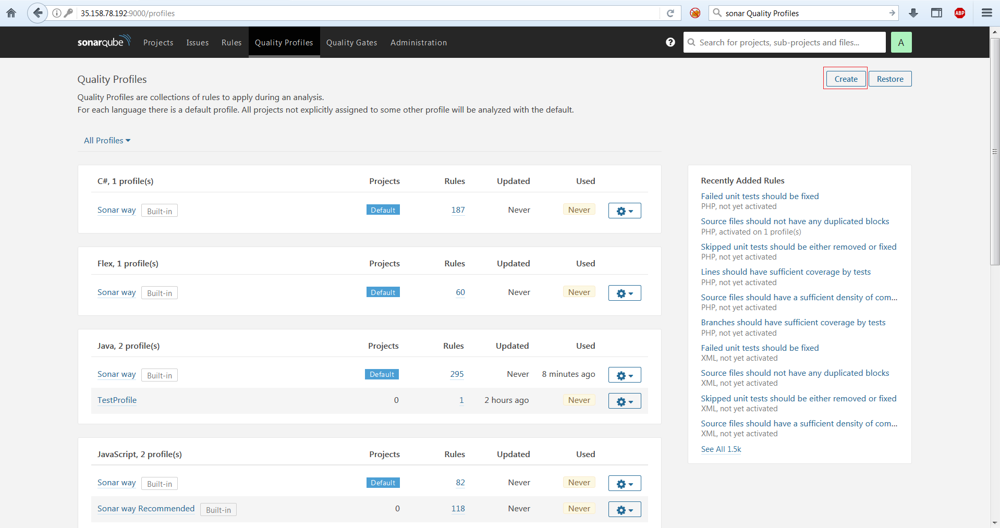 35.158.78.192:9000/profiles
sonar Quality Profiles
ABP
sonarqube Projects Issues Rules Quality Profiles Quality Gates Administration
? Search for projects, sub-projects and files... A
Quality Profiles
Create Restore
Quality Profiles are collections of rules to apply during an analysis.
For each language there is a default profile. All projects not explicitly assigned to some other profile will be analyzed with the default.
All Profiles
C#, 1 profile(s) Projects Rules Updated Used
Sonar way Built-in Default 187 Never Never
Flex, 1 profile(s) Projects Rules Updated Used
Sonar way Built-in Default 60 Never Never
Java, 2 profile(s) Projects Rules Updated Used
Sonar way Built-in Default 295 Never 8 minutes ago
TestProfile 0 1 2 hours ago Never
JavaScript, 2 profile(s) Projects Rules Updated Used
Sonar way Built-in Default 82 Never Never
Sonar way Recommended Built-in 0 118 Never Never
Recently Added Rules
Failed unit tests should be fixed
PHP, not yet activated
Source files should not have any duplicated blocks
PHP, activated on 1 profile(s)
Skipped unit tests should be either removed or fixed
PHP, not yet activated
Lines should have sufficient coverage by tests
PHP, not yet activated
Source files should have a sufficient density of com...
PHP, not yet activated
Branches should have sufficient coverage by tests
PHP, not yet activated
Failed unit tests should be fixed
XML, not yet activated
Source files should not have any duplicated blocks
XML, not yet activated
Skipped unit tests should be either removed or fixed
XML, not yet activated
Source files should have a sufficient density of com...
XML, not yet activated
See All 1.5k